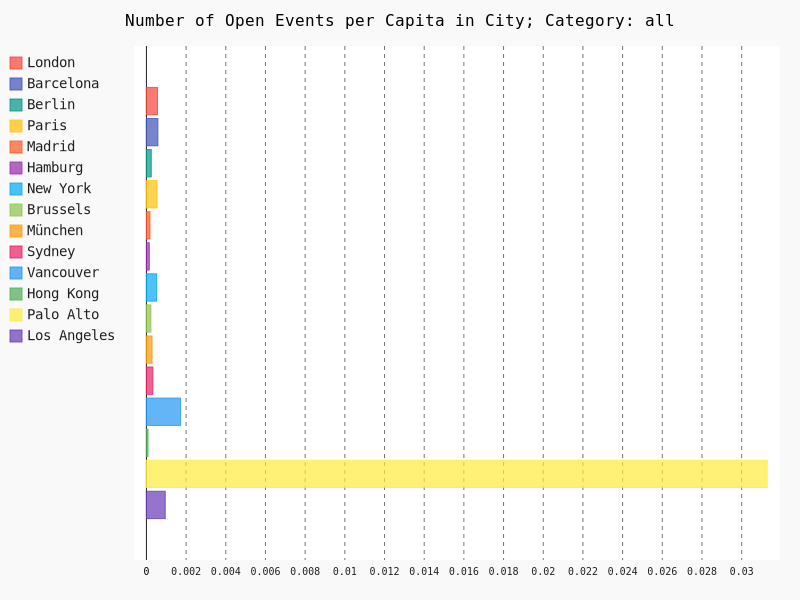 Number of Open Events per Capita in City; Category: all
London
Barcelona
Berlin
Paris
Madrid
Hamburg
New York
Brussels
München
Sydney
Vancouver
Hong Kong
Palo Alto
Los Angeles
0 0.002 0.004 0.006 0.008 0.01 0.012 0.014 0.016 0.018 0.02 0.022 0.024 0.026 0.028 0.03